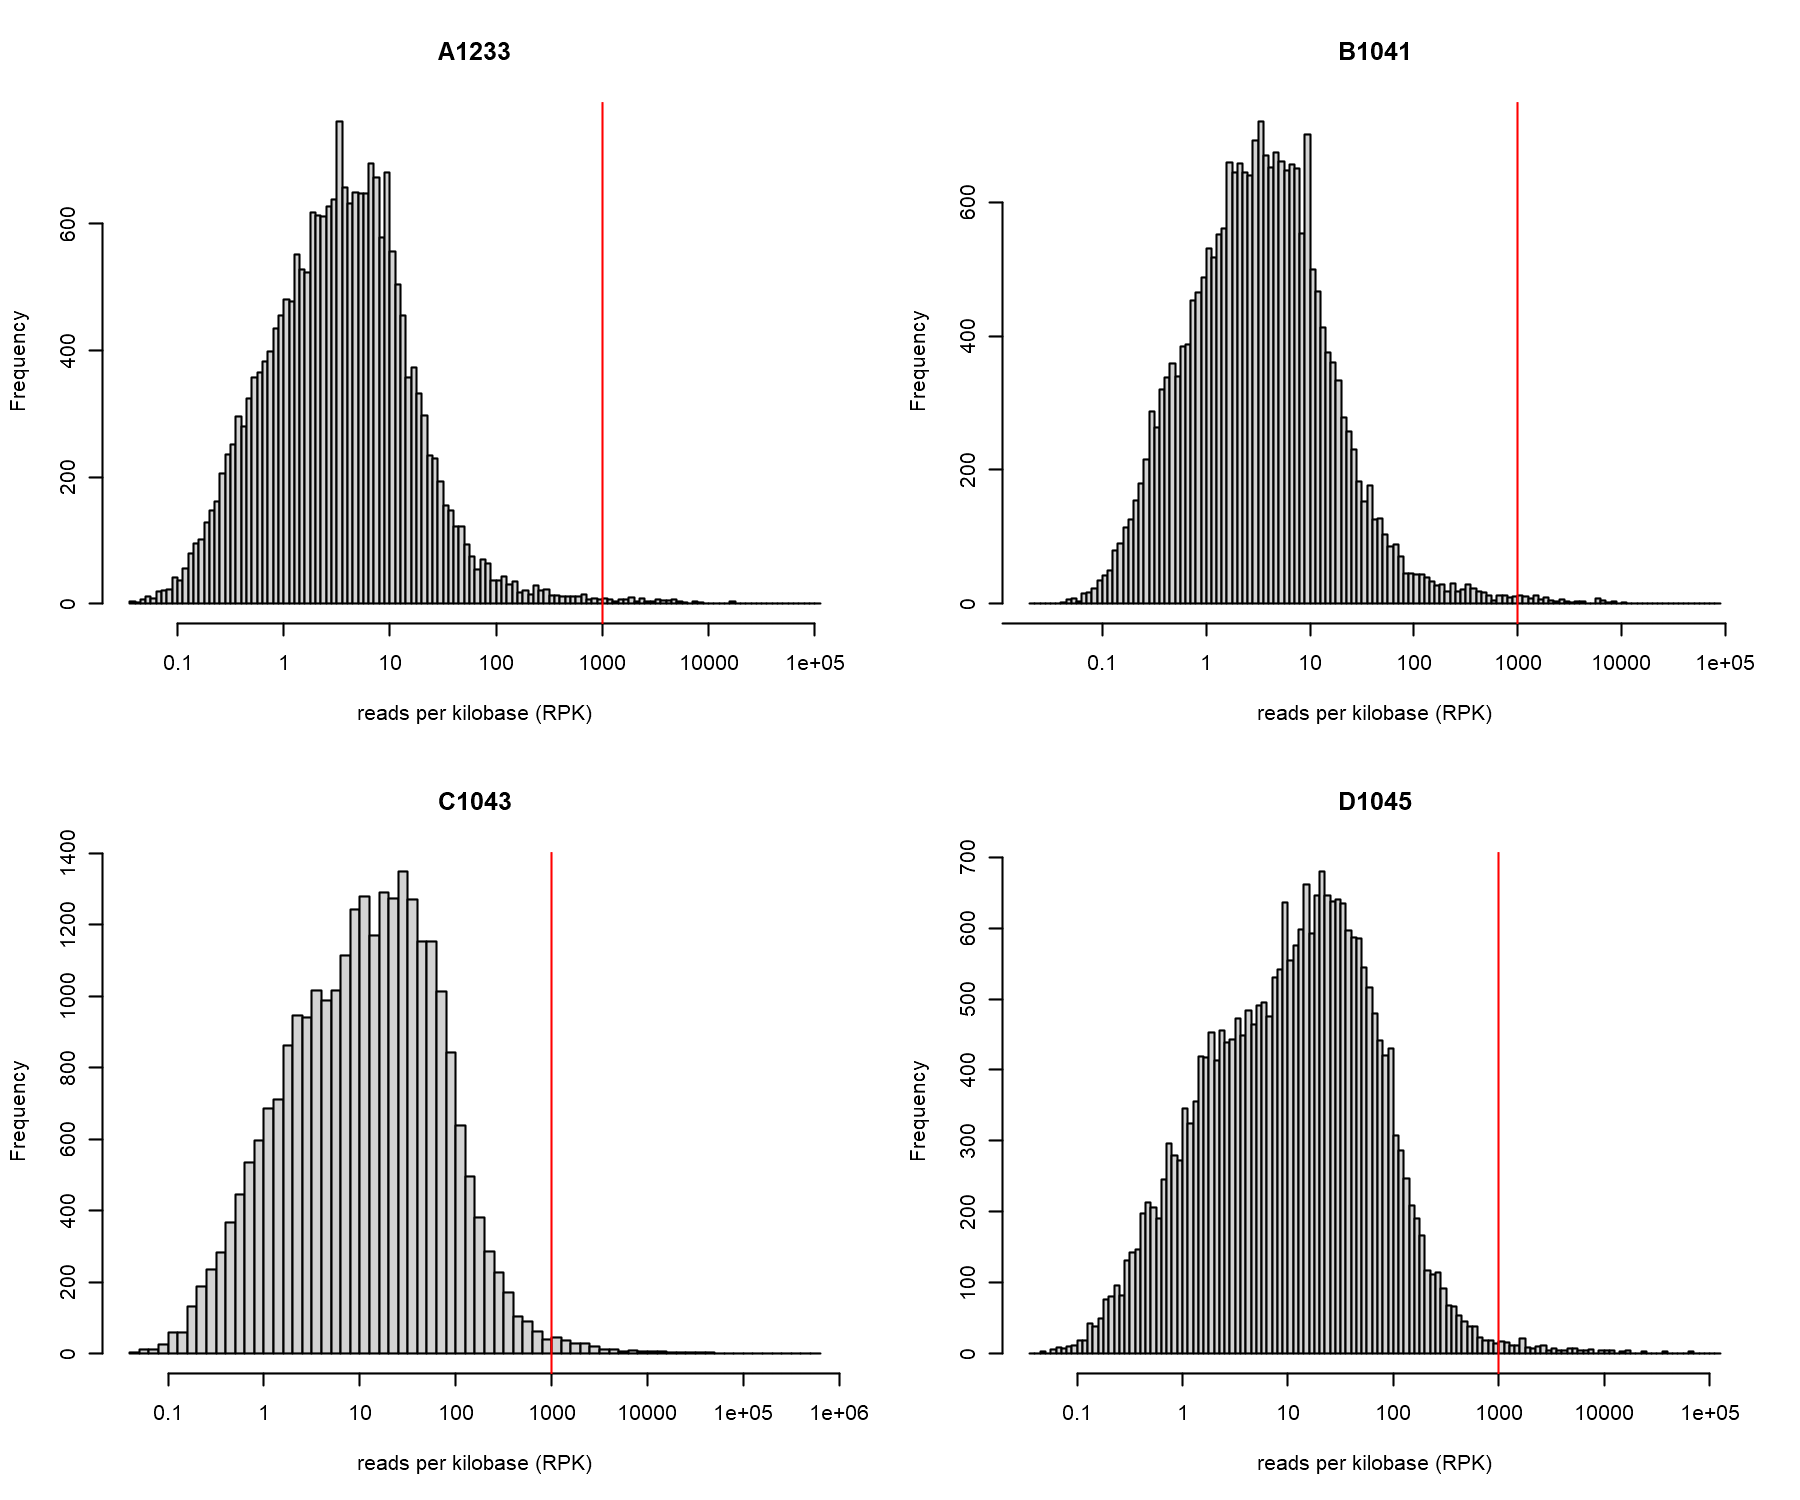 A1233
Frequency
600
400
200
0
0.1 1 10 100 1000 10000 1e+05
reads per kilobase (RPK)
B1041
Frequency
600
400
200
0
0.1 1 10 100 1000 10000 1e+05
reads per kilobase (RPK)
C1043
Frequency
1400
1200
1000
800
600
400
200
0
0.1 1 10 100 1000 10000 1e+05 1e+06
reads per kilobase (RPK)
D1045
Frequency
700
600
500
400
300
200
100
0
0.1 1 10 100 1000 10000 1e+05
reads per kilobase (RPK)